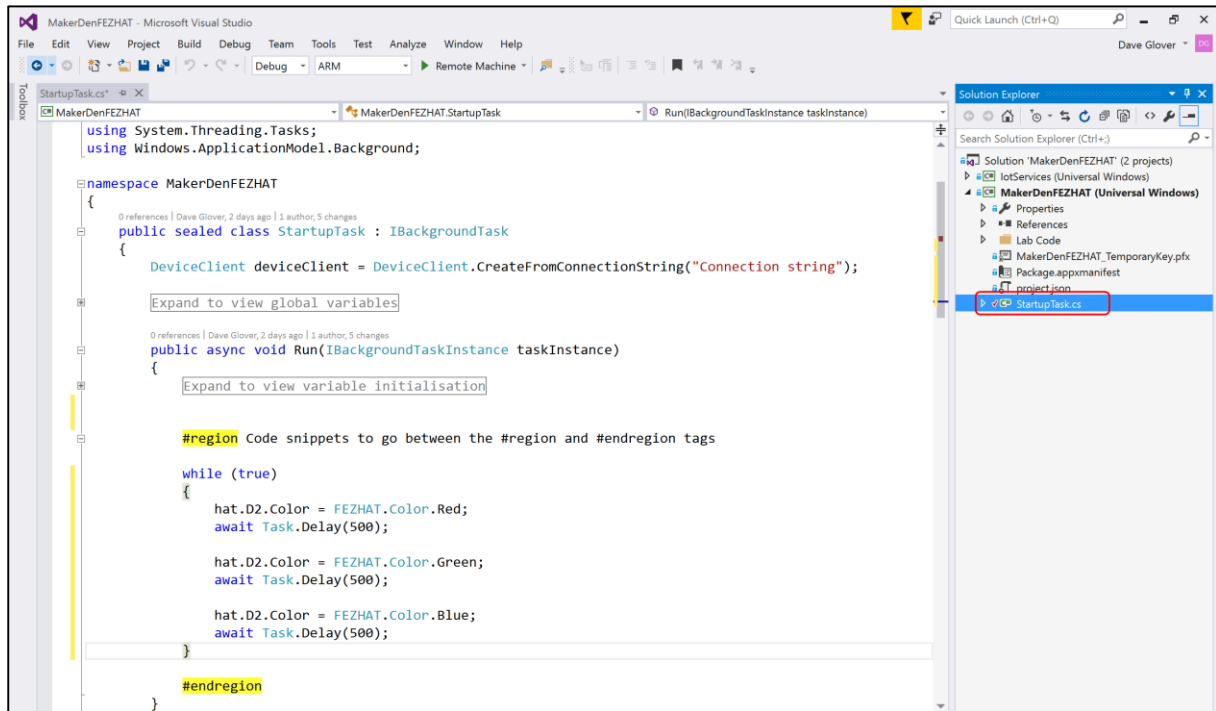 MakerDenFEZHAT - Microsoft Visual Studio
Quick Launch (Ctrl+Q)
File Edit View Project Build Debug Team Tools Test Analyze Window Help
Dave Glover DG
Debug ARM Remote Machine
Toolbox
StartupTask.cs*
MakerDenFEZHAT MakerDenFEZHAT.StartupTask Run(IBackgroundTaskInstance taskInstance)
using System.Threading.Tasks;
using Windows.ApplicationModel.Background;
namespace MakerDenFEZHAT
{
0 references | Dave Glover, 2 days ago | 1 author, 5 changes
public sealed class StartupTask : IBackgroundTask
{
DeviceClient deviceClient = DeviceClient.CreateFromConnectionString("Connection string");
Expand to view global variables
0 references | Dave Glover, 2 days ago | 1 author, 5 changes
public async void Run(IBackgroundTaskInstance taskInstance)
{
Expand to view variable initialisation
#region Code snippets to go between the #region and #endregion tags
while (true)
{
hat.D2.Color = FEZHAT.Color.Red;
await Task.Delay(500);
hat.D2.Color = FEZHAT.Color.Green;
await Task.Delay(500);
hat.D2.Color = FEZHAT.Color.Blue;
await Task.Delay(500);
}
#endregion
}
Solution Explorer
Search Solution Explorer (Ctrl+;)
Solution 'MakerDenFEZHAT' (2 projects)
C# IotServices (Universal Windows)
C# MakerDenFEZHAT (Universal Windows)
Properties
References
Lab Code
MakerDenFEZHAT_TemporaryKey.pfx
Package.appxmanifest
project.json
C# StartupTask.cs